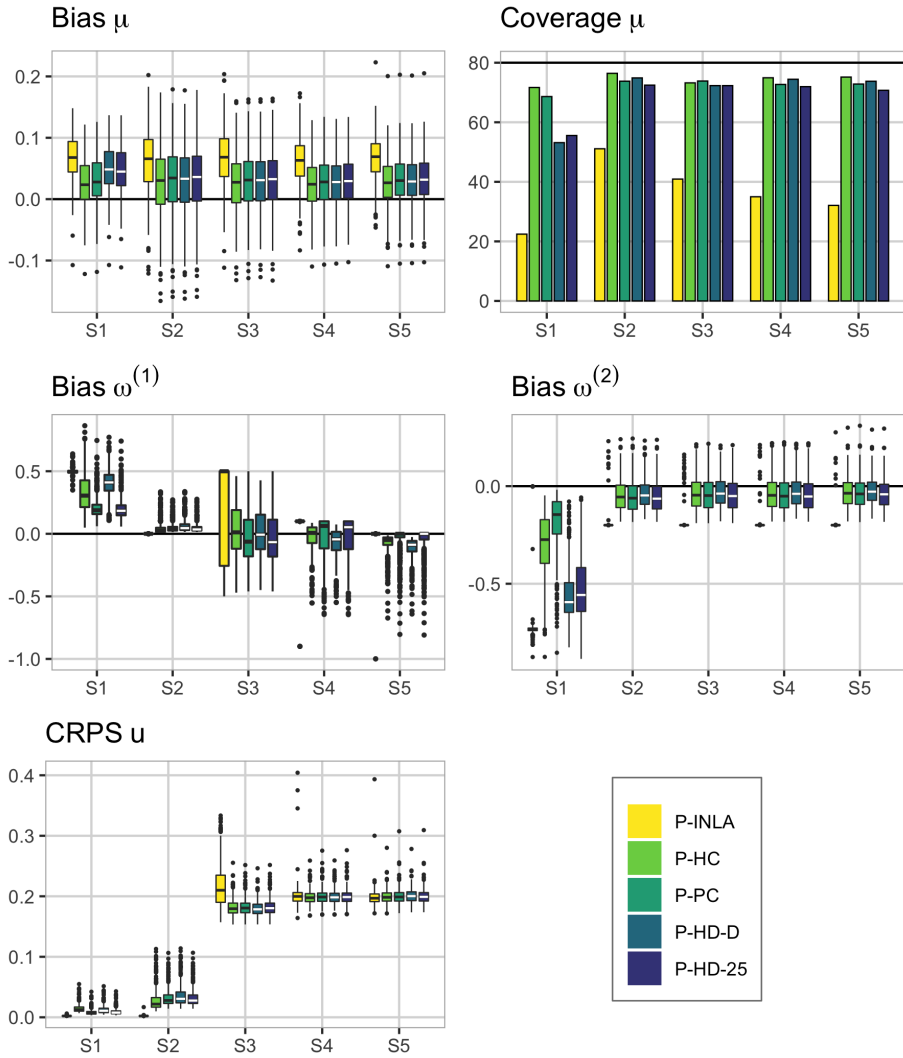 Bias μ
0.2
0.1
0.0
-0.1
S1 S2 S3 S4 S5
Coverage μ
80
60
40
20
0
S1 S2 S3 S4 S5
Bias ω(1)
0.5
0.0
-0.5
-1.0
S1 S2 S3 S4 S5
Bias ω(2)
0.0
-0.5
S1 S2 S3 S4 S5
CRPS u
0.4
0.3
0.2
0.1
0.0
S1 S2 S3 S4 S5
P-INLA
P-HC
P-PC
P-HD-D
P-HD-25